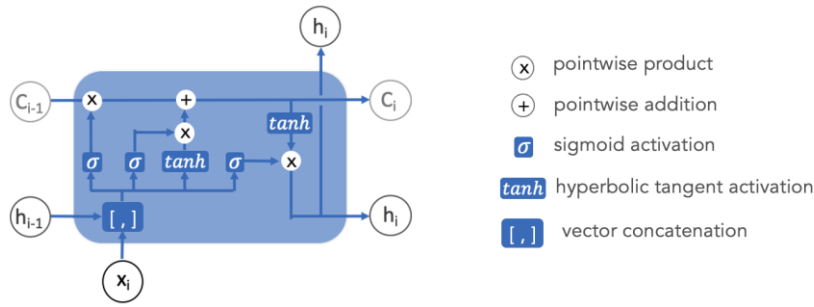 hᵢ
Cᵢ₋₁
x
+
Cᵢ
tanh
x
σ
σ
tanh
σ
x
hᵢ₋₁
[,]
hᵢ
xᵢ
x pointwise product
+ pointwise addition
σ sigmoid activation
tanh hyperbolic tangent activation
[,] vector concatenation